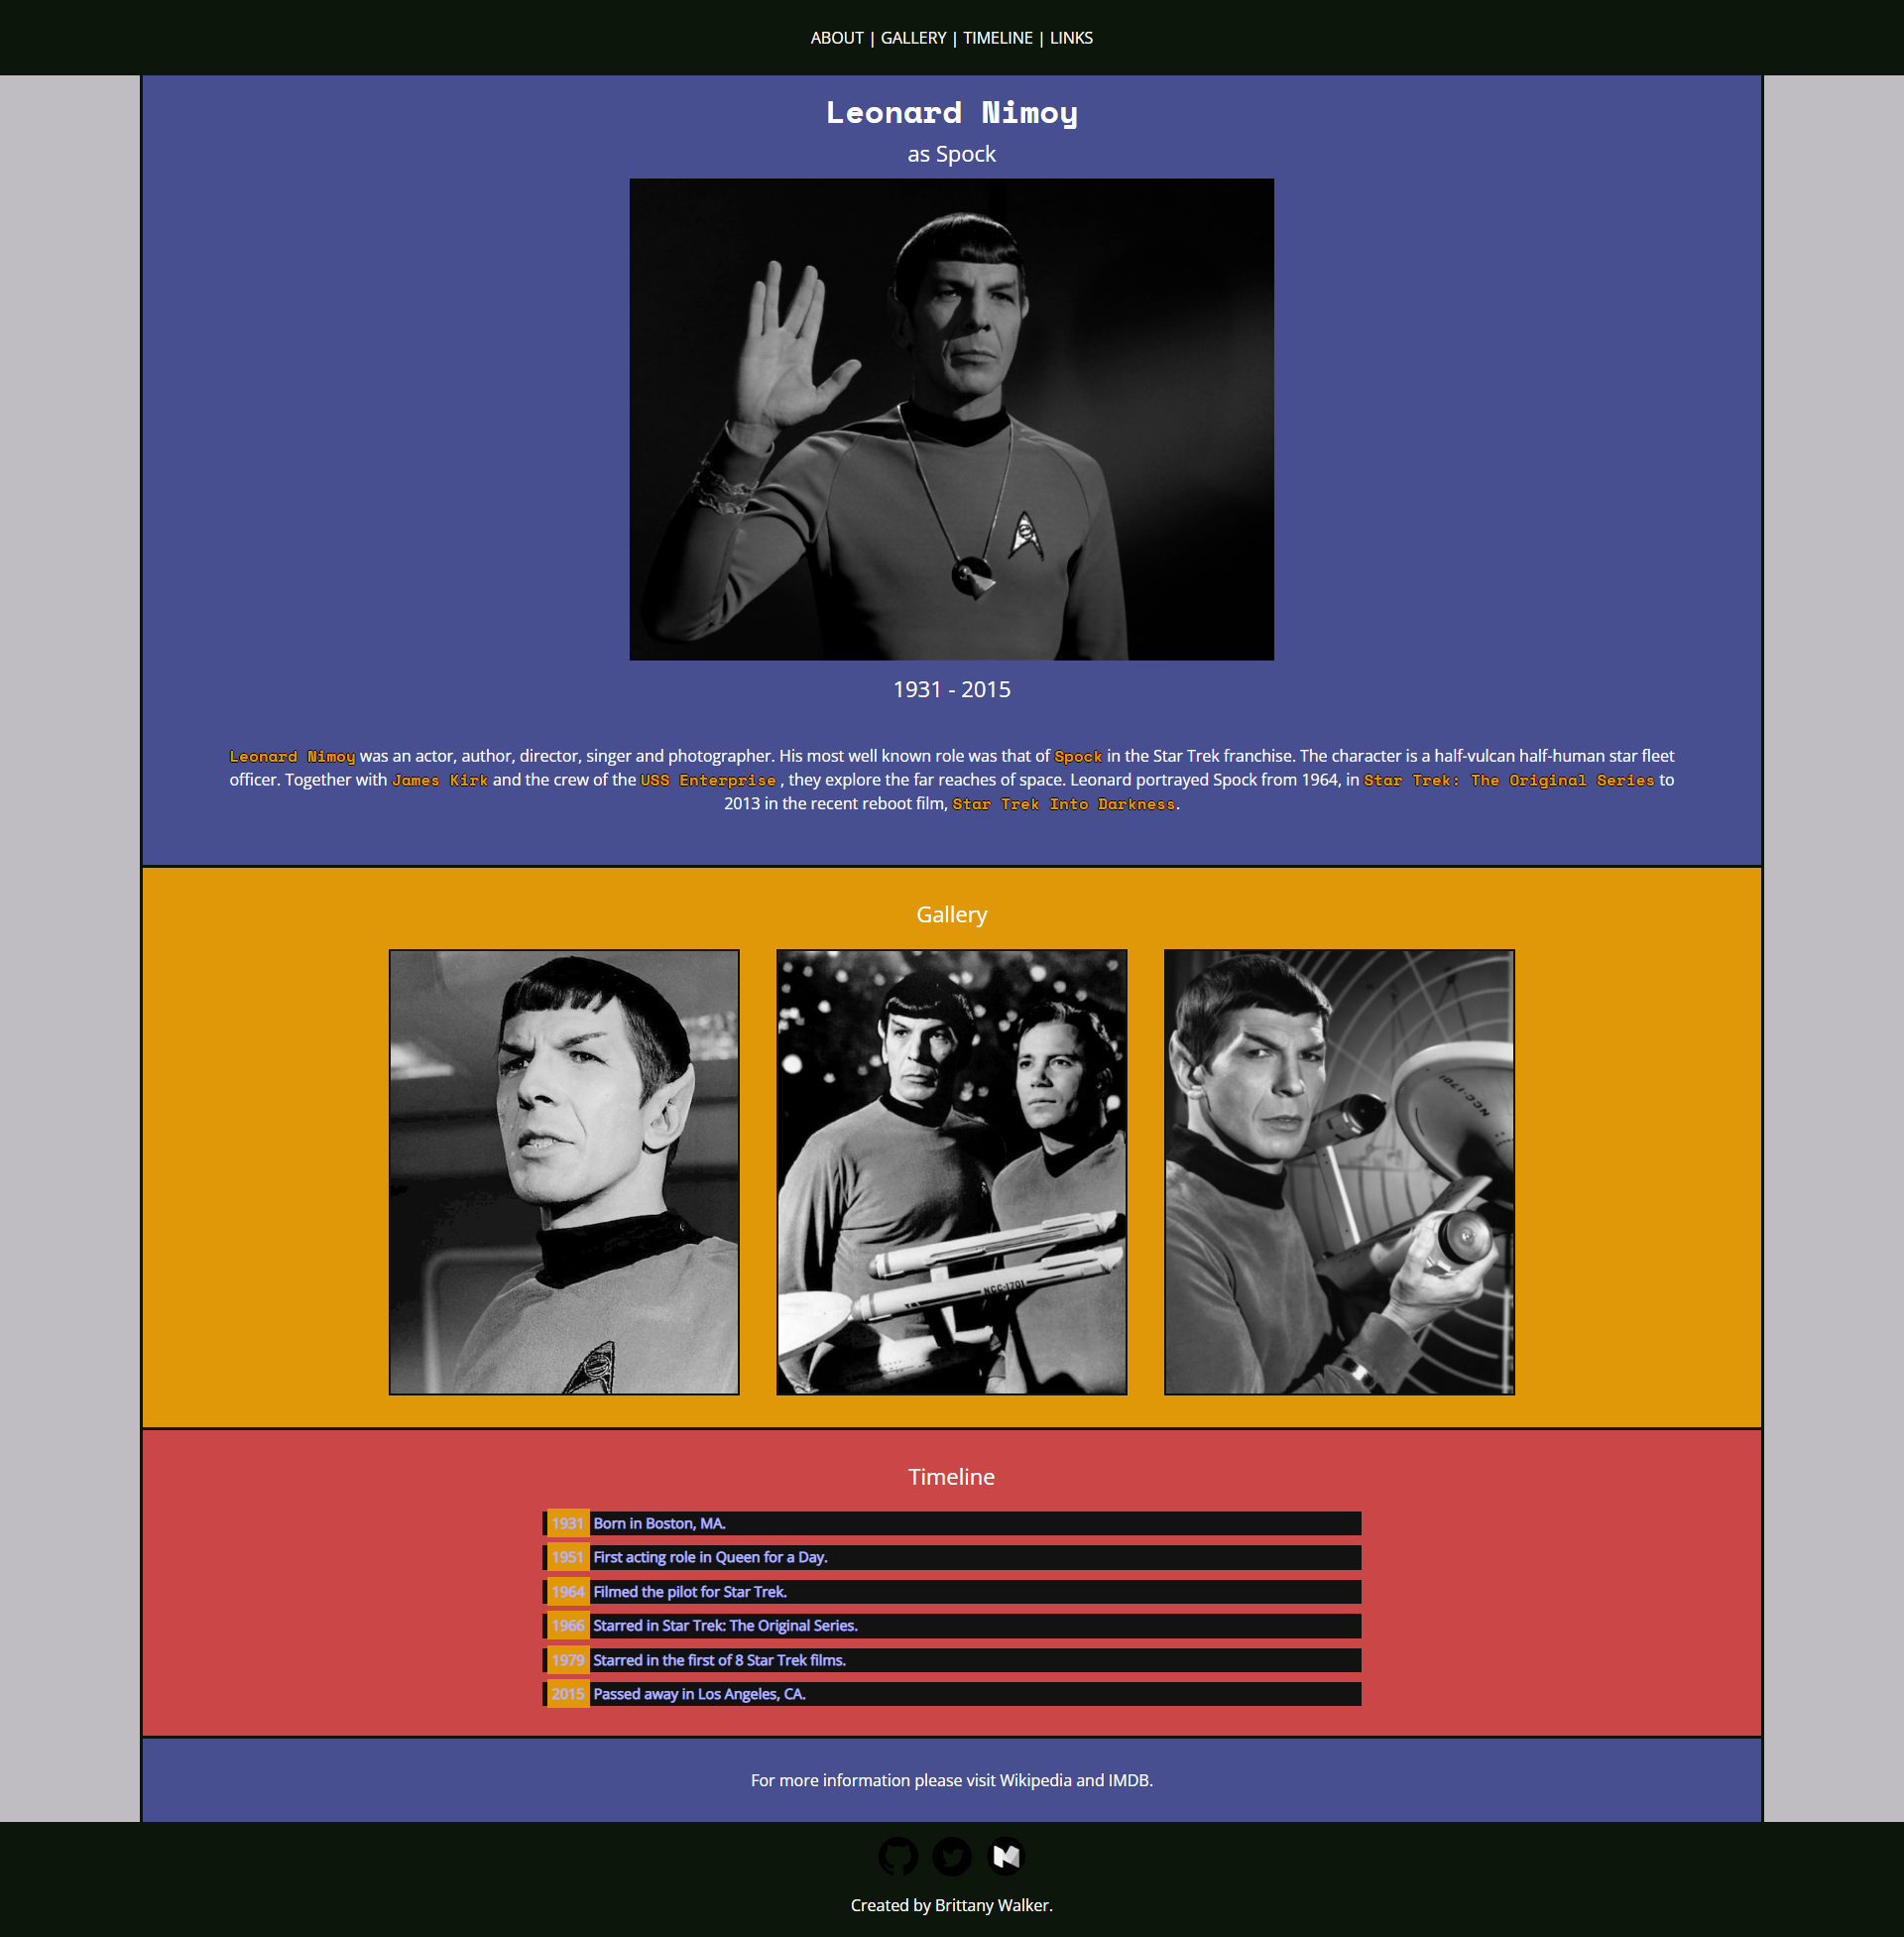 ABOUT | GALLERY | TIMELINE | LINKS
Leonard Nimoy
as Spock
1931 - 2015
Leonard Nimoy was an actor, author, director, singer and photographer. His most well known role was that of Spock in the Star Trek franchise. The character is a half-vulcan half-human star fleet
officer. Together with James Kirk and the crew of the USS Enterprise , they explore the far reaches of space. Leonard portrayed Spock from 1964, in Star Trek: The Original Series to
2013 in the recent reboot film, Star Trek Into Darkness.
Gallery
NCC-1701
NCC-1701
Timeline
1931 Born in Boston, MA.
1951 First acting role in Queen for a Day.
1964 Filmed the pilot for Star Trek.
1966 Starred in Star Trek: The Original Series.
1979 Starred in the first of 8 Star Trek films.
2015 Passed away in Los Angeles, CA.
For more information please visit Wikipedia and IMDB.
Created by Brittany Walker.